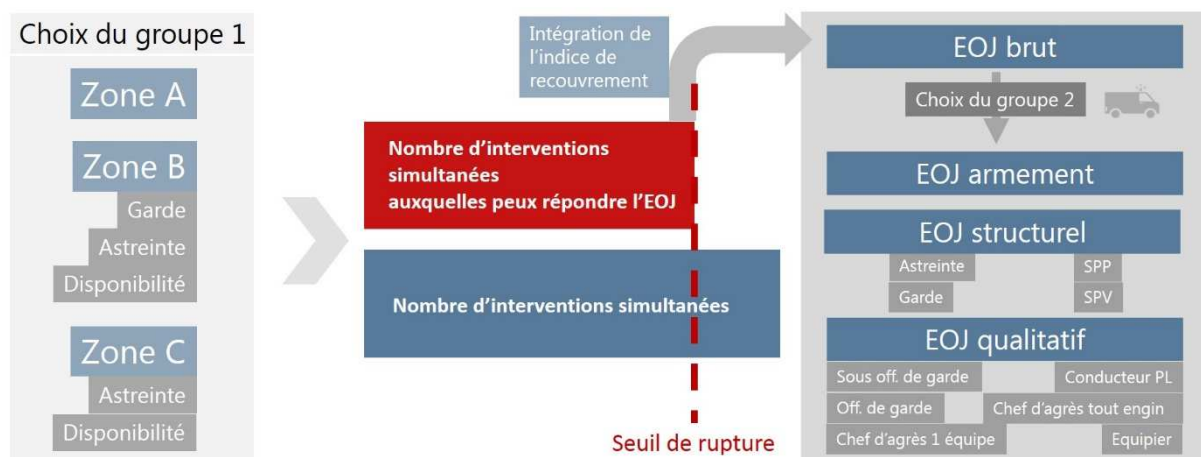 Choix du groupe 1
Zone A
Zone B
Garde
Astreinte
Disponibilité
Zone C
Astreinte
Disponibilité
Intégration de
l'indice de
recouvrement
Nombre d'interventions
simultanées
auxquelles peux répondre l'EOJ
Nombre d'interventions simultanées
Seuil de rupture
EOJ brut
Choix du groupe 2
EOJ armement
EOJ structurel
Astreinte SPP
Garde SPV
EOJ qualitatif
Sous off. de garde Conducteur PL
Off. de garde Chef d'agrès tout engin
Chef d'agrès 1 équipe Equipier